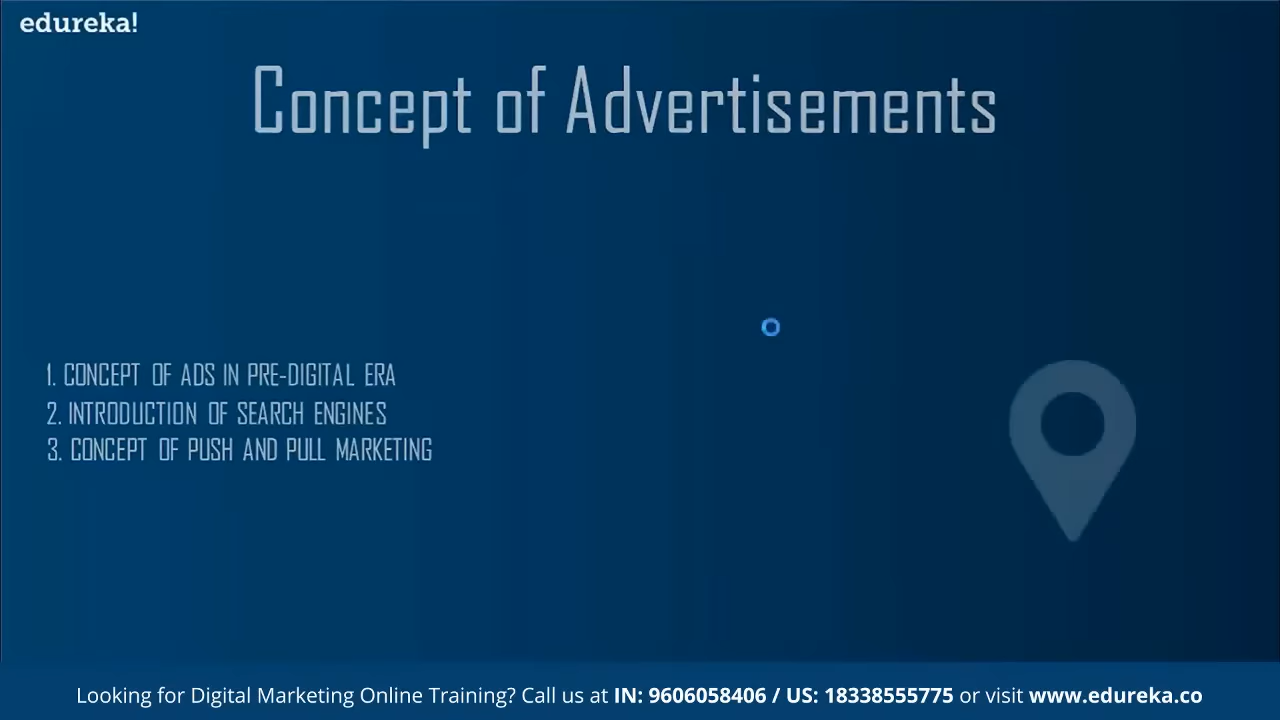 edureka!
Concept of Advertisements
1. CONCEPT OF ADS IN PRE-DIGITAL ERA
2. INTRODUCTION OF SEARCH ENGINES
3. CONCEPT OF PUSH AND PULL MARKETING
Looking for Digital Marketing Online Training? Call us at IN: 9606058406 / US: 18338555775 or visit www.edureka.co